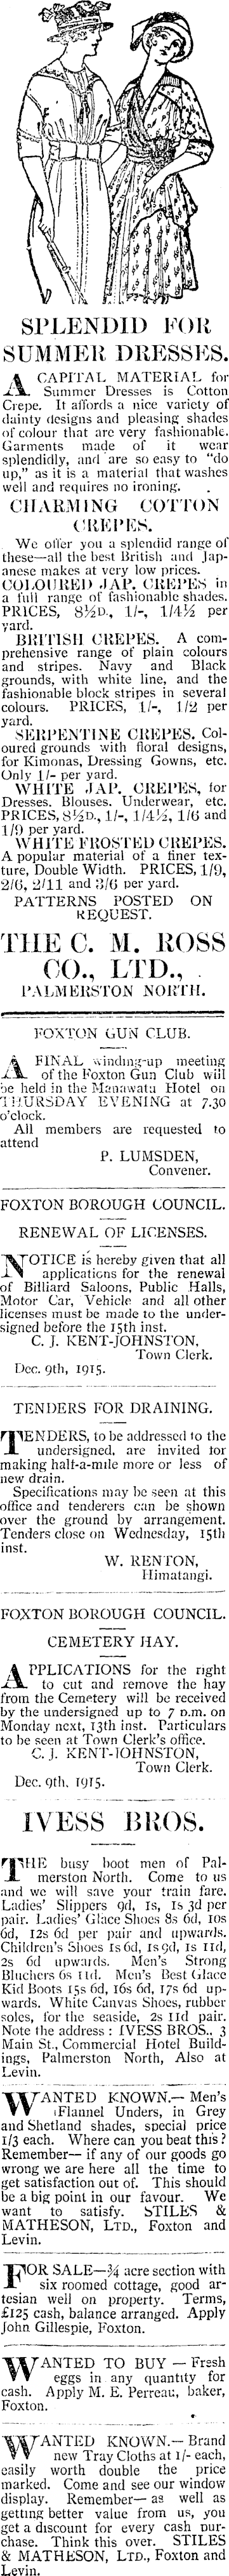 SPLENDID FOR
SUMMER DRESSES.
A CAPITAL MATERIAL for
Summer Dresses is Cotton
Crepe. It affords a nice variety of
dainty designs and pleasing shades
of colour that are very fashionable.
Garments made of it wear
splendidly, and are so easy to "do
up," as it is a material that washes
well and requires no ironing.
CHARMING COTTON
CREPES.
We offer you a splendid range of
these—all the best British and Jap-
anese makes at very low prices.
COLOURED JAP. CREPES in
a full range of fashionable shades.
PRICES, 8½D., 1/-, 1/4½ per
yard.
BRITISH CREPES. A com-
prehensive range of plain colours
and stripes. Navy and Black
grounds, with white line, and the
fashionable block stripes in several
colours. PRICES, 1/-, 1/2 per
yard.
SERPENTINE CREPES. Col-
oured grounds with floral designs,
for Kimonas, Dressing Gowns, etc.
Only 1/- per yard.
WHITE JAP. CREPES, for
Dresses. Blouses. Underwear, etc.
PRICES, 8½D., 1/-, 1/4½, 1/6 and
1/9 per yard.
WHITE FROSTED CREPES.
A popular material of a finer tex-
ture, Double Width. PRICES, 1/9,
2/6, 2/11 and 3/6 per yard.
PATTERNS POSTED ON
REQUEST.
THE C. M. ROSS
CO., LTD.,
PALMERSTON NORTH.
FOXTON GUN CLUB.
A FINAL winding-up meeting
of the Foxton Gun Club will
be held in the Manawatu Hotel on
THURSDAY EVENING at 7.30
o'clock.
All members are requested to
attend
P. LUMSDEN,
Convener.
FOXTON BOROUGH COUNCIL.
RENEWAL OF LICENSES.
NOTICE is hereby given that all
applications for the renewal
of Billiard Saloons, Public Halls,
Motor Car, Vehicle and all other
licenses must be made to the under-
signed before the 15th inst.
C. J. KENT-JOHNSTON,
Town Clerk.
Dec. 9th, 1915.
TENDERS FOR DRAINING.
TENDERS, to be addressed to the
undersigned, are invited for
making half-a-mile more or less of
new drain.
Specifications may be seen at this
office and tenderers can be shown
over the ground by arrangement.
Tenders close on Wednesday, 15th
inst.
W. RENTON,
Himatangi.
FOXTON BOROUGH COUNCIL.
CEMETERY HAY.
APPLICATIONS for the right
to cut and remove the hay
from the Cemetery will be received
by the undersigned up to 7 p.m. on
Monday next, 13th inst. Particulars
to be seen at Town Clerk's office.
C. J. KENT-JOHNSTON,
Town Clerk.
Dec. 9th, 1915.
IVESS BROS.
THE busy boot men of Pal-
merston North. Come to us
and we will save your train fare.
Ladies' Slippers 9d, 1s, 1s 3d per
pair. Ladies' Glace Shoes 8s 6d, 10s
6d, 12s 6d per pair and upwards.
Children's Shoes 1s 6d, 1s 9d, 1s 11d,
2s 6d upwards. Men's Strong
Bluchers 6s 11d. Men's Best Glace
Kid Boots 15s 6d, 16s 6d, 17s 6d up-
wards. White Canvas Shoes, rubber
soles, for the seaside, 2s 11d pair.
Note the address : IVESS BROS., 3
Main St., Commercial Hotel Build-
ings, Palmerston North, Also at
Levin.
WANTED KNOWN.— Men's
Flannel Unders, in Grey
and Shetland shades, special price
1/3 each. Where can you beat this ?
Remember— if any of our goods go
wrong we are here all the time to
get satisfaction out of. This should
be a big point in our favour. We
want to satisfy. STILES &
MATHESON, LTD., Foxton and
Levin.
FOR SALE—¾ acre section with
six roomed cottage, good ar-
tesian well on property. Terms,
£125 cash, balance arranged. Apply
John Gillespie, Foxton.
WANTED TO BUY — Fresh
eggs in any quantity for
cash. Apply M. E. Perreau, baker,
Foxton.
WANTED KNOWN.— Brand
new Tray Cloths at 1/- each,
easily worth double the price
marked. Come and see our window
display. Remember— as well as
getting better value from us, you
get a discount for every cash pur-
chase. Think this over. STILES
& MATHESON, LTD., Foxton and
Levin.